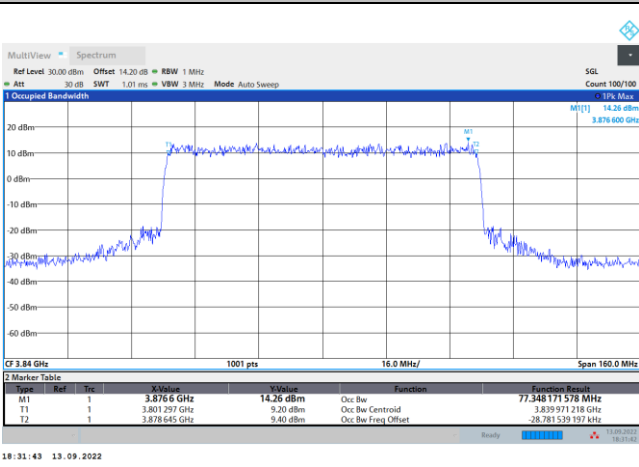 MultiView Spectrum
Ref Level 30.00 dBm Offset 14.20 dB RBW 1 MHz SGL
Att 30 dB SWT 1.01 ms VBW 3 MHz Mode Auto Sweep Count 100/100
1 Occupied Bandwidth 1Pk Max
M1[1] 14.26 dBm
3.876 600 GHz
M1
20 dBm
T1 T2
10 dBm
0 dBm
-10 dBm
-20 dBm
-30 dBm
-40 dBm
-50 dBm
-60 dBm
CF 3.84 GHz 1001 pts 16.0 MHz/ Span 160.0 MHz
2 Marker Table
Type Ref Trc X-Value Y-Value Function Function Result
M1 1 3.8766 GHz 14.26 dBm Occ Bw 77.348 171 578 MHz
T1 1 3.801 297 GHz 9.20 dBm Occ Bw Centroid 3.839 971 218 GHz
T2 1 3.878 645 GHz 9.40 dBm Occ Bw Freq Offset -28.781 539 197 kHz
Ready 13.09.2022
18:31:42
18:31:43 13.09.2022